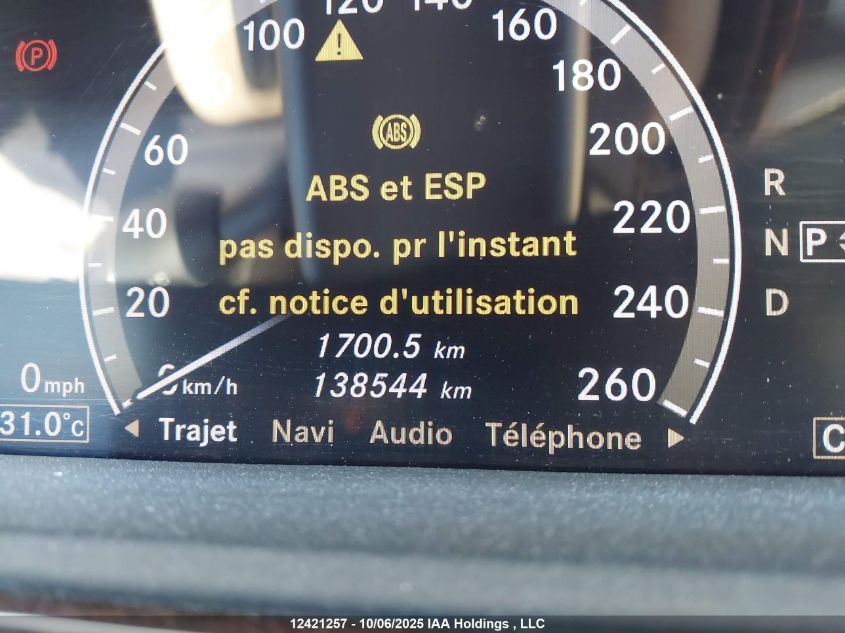 120 140
100 160
180
60 200
ABS
ABS et ESP
R
40 220
pas dispo. pr l'instant
N P
cf. notice d'utilisation
20 240
D
1700.5 km
0 mph
km/h 138544 km 260
31.0°C
Trajet Navi Audio Téléphone
C
P
12421257 - 10/06/2025 IAA Holdings , LLC